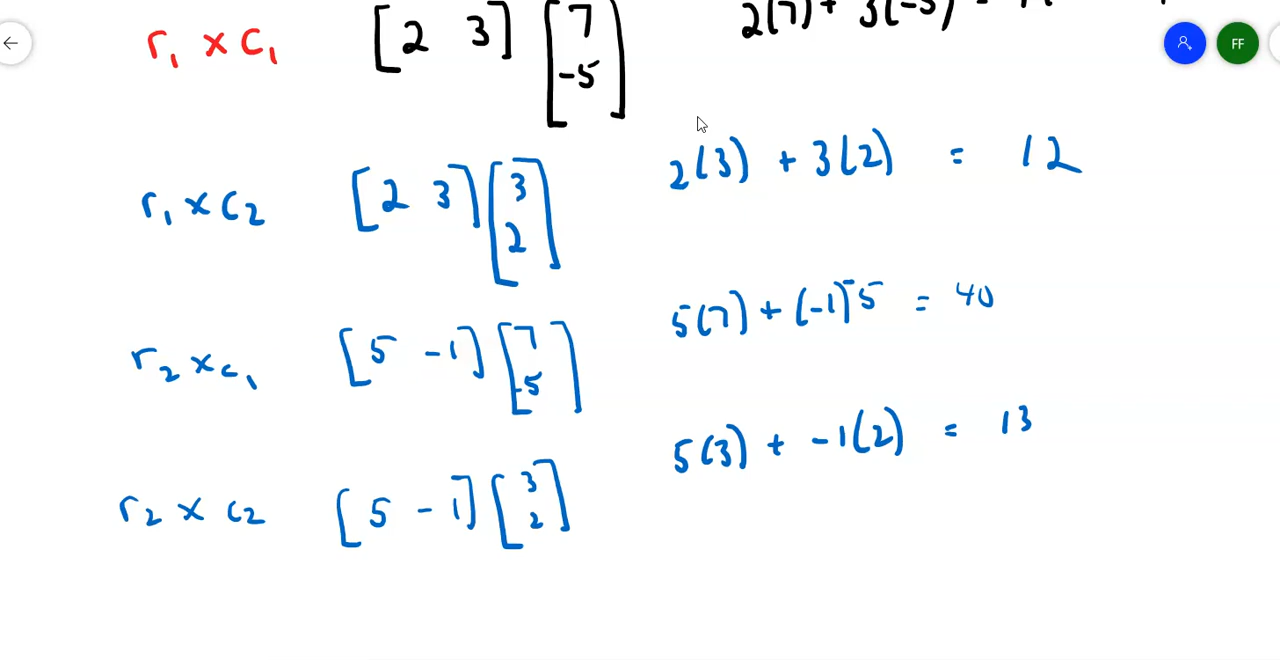 r₁ × c₁ [2 3] [7 -5] 2(7) + 3(-5) =
r₁ × c₂ [2 3] [3 2] 2(3) + 3(2) = 12
r₂ × c₁ [5 -1] [7 -5] 5(7) + (-1)⁻5 = 40
r₂ × c₂ [5 -1] [3 2] 5(3) + -1(2) = 13
FF